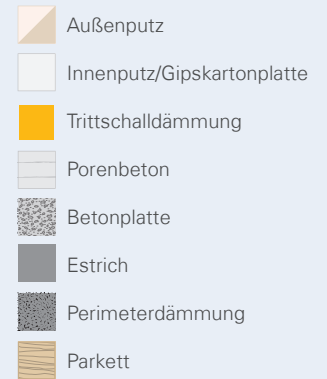 Außenputz
Innenputz/Gipskartonplatte
Trittschalldämmung
Porenbeton
Betonplatte
Estrich
Perimeterdämmung
Parkett